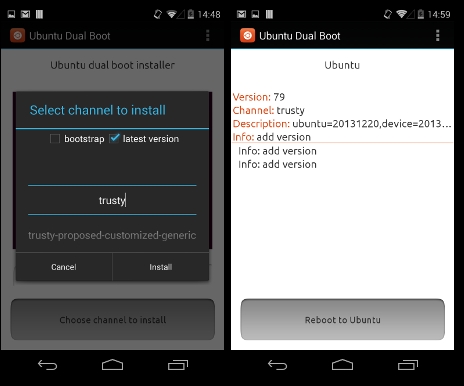 14:48
Ubuntu Dual Boot
Ubuntu dual boot installer
Select channel to install
bootstrap latest version
trusty
trusty-proposed-customized-generic
Cancel Install
Choose channel to install
14:59
Ubuntu Dual Boot
Ubuntu
Version: 79
Channel: trusty
Description: ubuntu=20131220,device=2013...
Info: add version
Info: add version
Info: add version
Reboot to Ubuntu